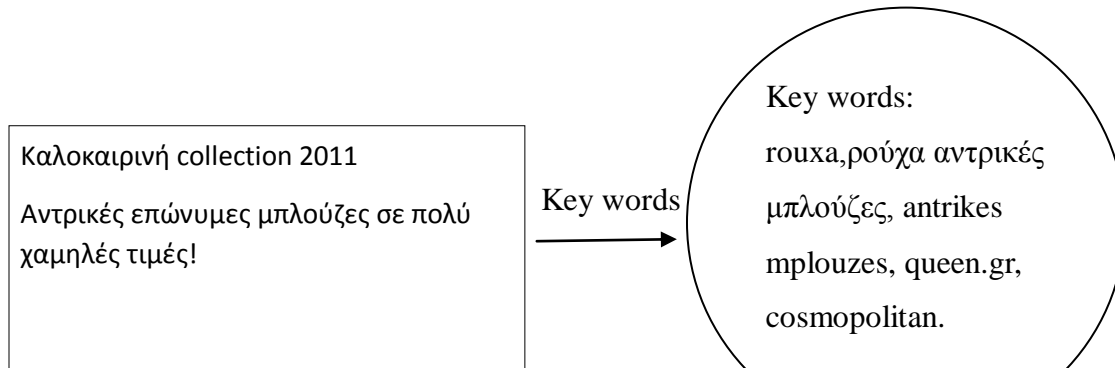 Καλοκαιρινή collection 2011
Αντρικές επώνυμες μπλούζες σε πολύ
χαμηλές τιμές!
Key words
Key words:
rouxa,ρούχα αντρικές
μπλούζες, antrikes
mplouzes, queen.gr,
cosmopolitan.